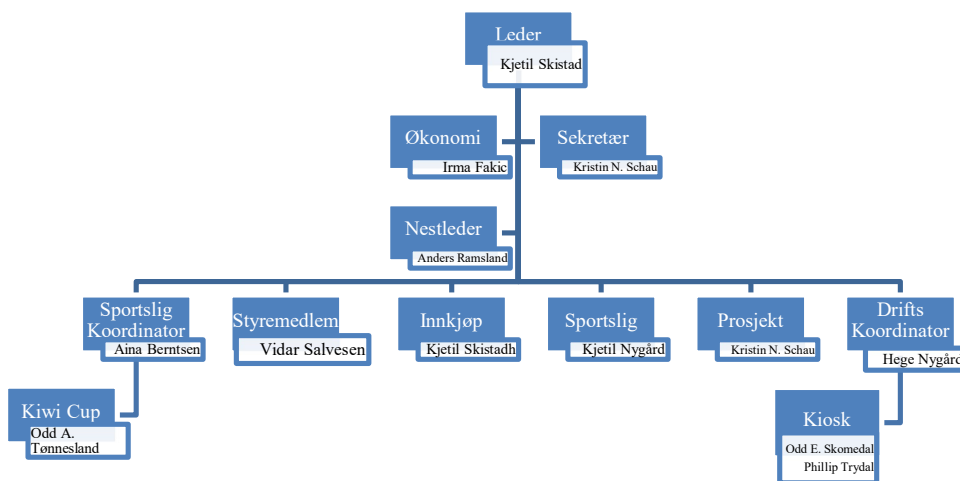 Leder
Kjetil Skistad
Økonomi
Irma Fakic
Sekretær
Kristin N. Schau
Nestleder
Anders Ramsland
Sportslig
Koordinator
Aina Berntsen
Styremedlem
Vidar Salvesen
Innkjøp
Kjetil Skistadh
Sportslig
Kjetil Nygård
Prosjekt
Kristin N. Schau
Drifts
Koordinator
Hege Nygård
Kiwi Cup
Odd A.
Tønnesland
Kiosk
Odd E. Skomedal
Phillip Trydal